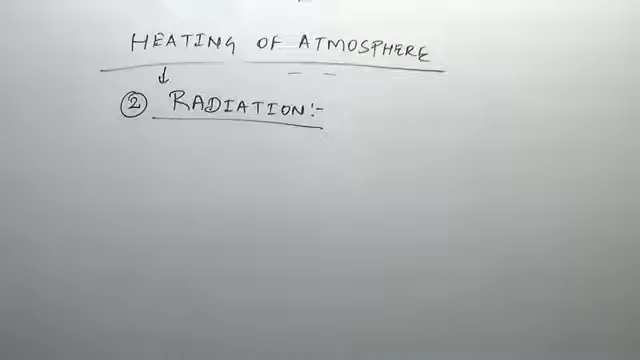 HEATING OF ATMOSPHERE
↓
② RADIATION:-